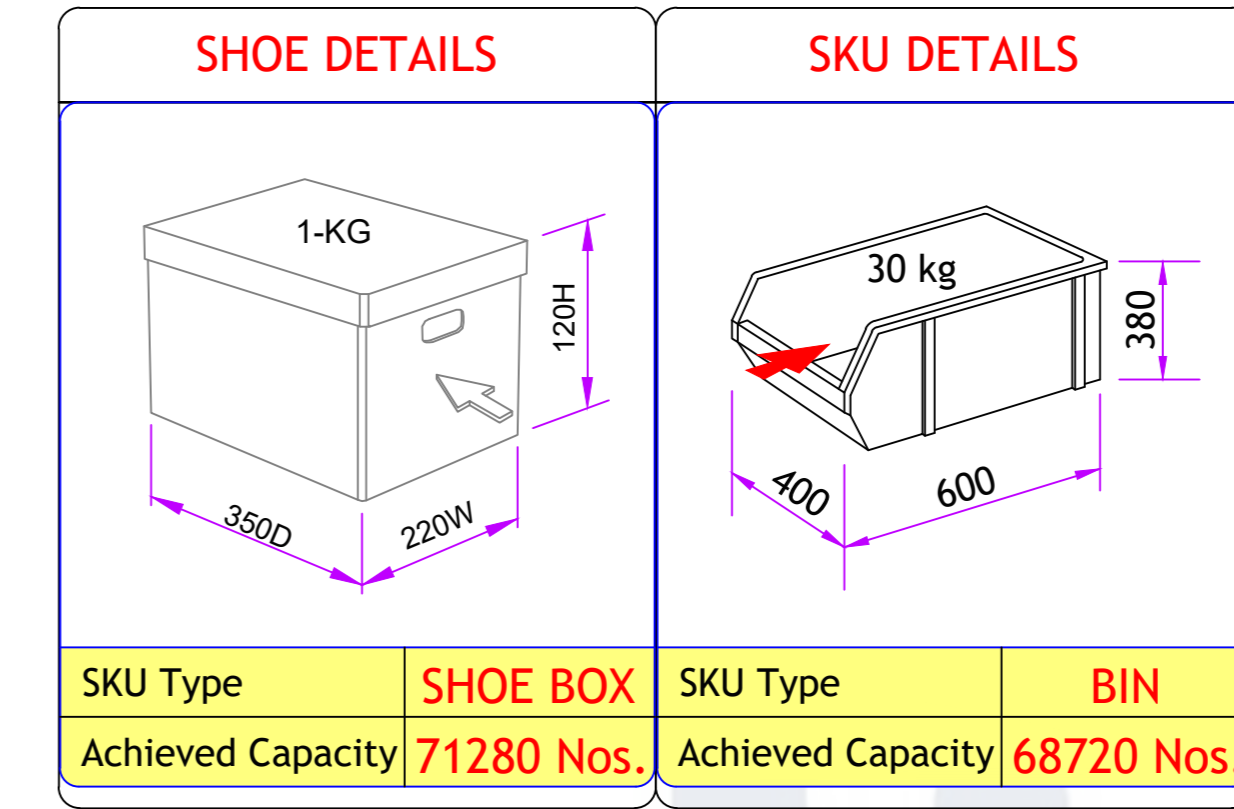 SHOE DETAILS
1-KG
120H
350D
220W
SKU Type SHOE BOX
Achieved Capacity 71280 Nos.
SKU DETAILS
30 kg
380
400
600
SKU Type BIN
Achieved Capacity 68720 Nos.